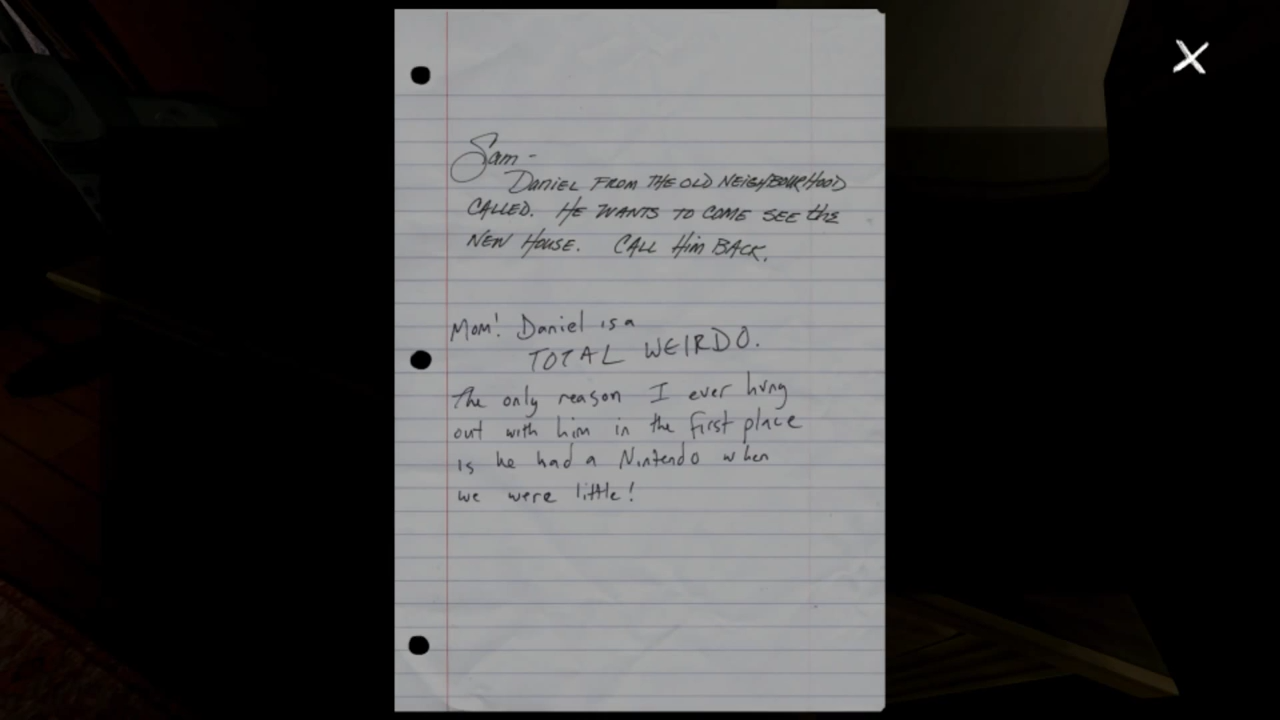 Sam-
DANIEL FROM THE OLD NEIGHBOURHOOD
CALLED. HE WANTS TO COME SEE the
NEW HOUSE. CALL HIM BACK.
Mom! Daniel is a
TOTAL WEIRDO.
The only reason I ever hung
out with him in the first place
is he had a Nintendo when
we were little!